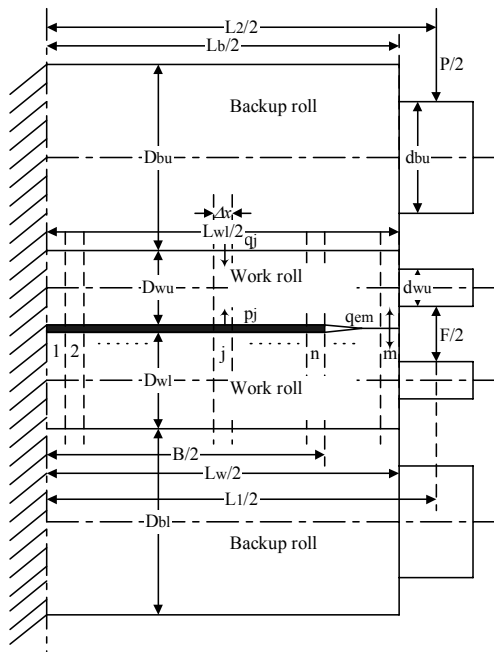 L2/2
Lb/2
P/2
Backup roll
Dbu
dbu
Δx
Lwl/2
qj
Work roll
Dwu
dwu
qem
pj
F/2
1 2 j n m
Dwl
Work roll
B/2
Lw/2
L1/2
Dbl
Backup roll